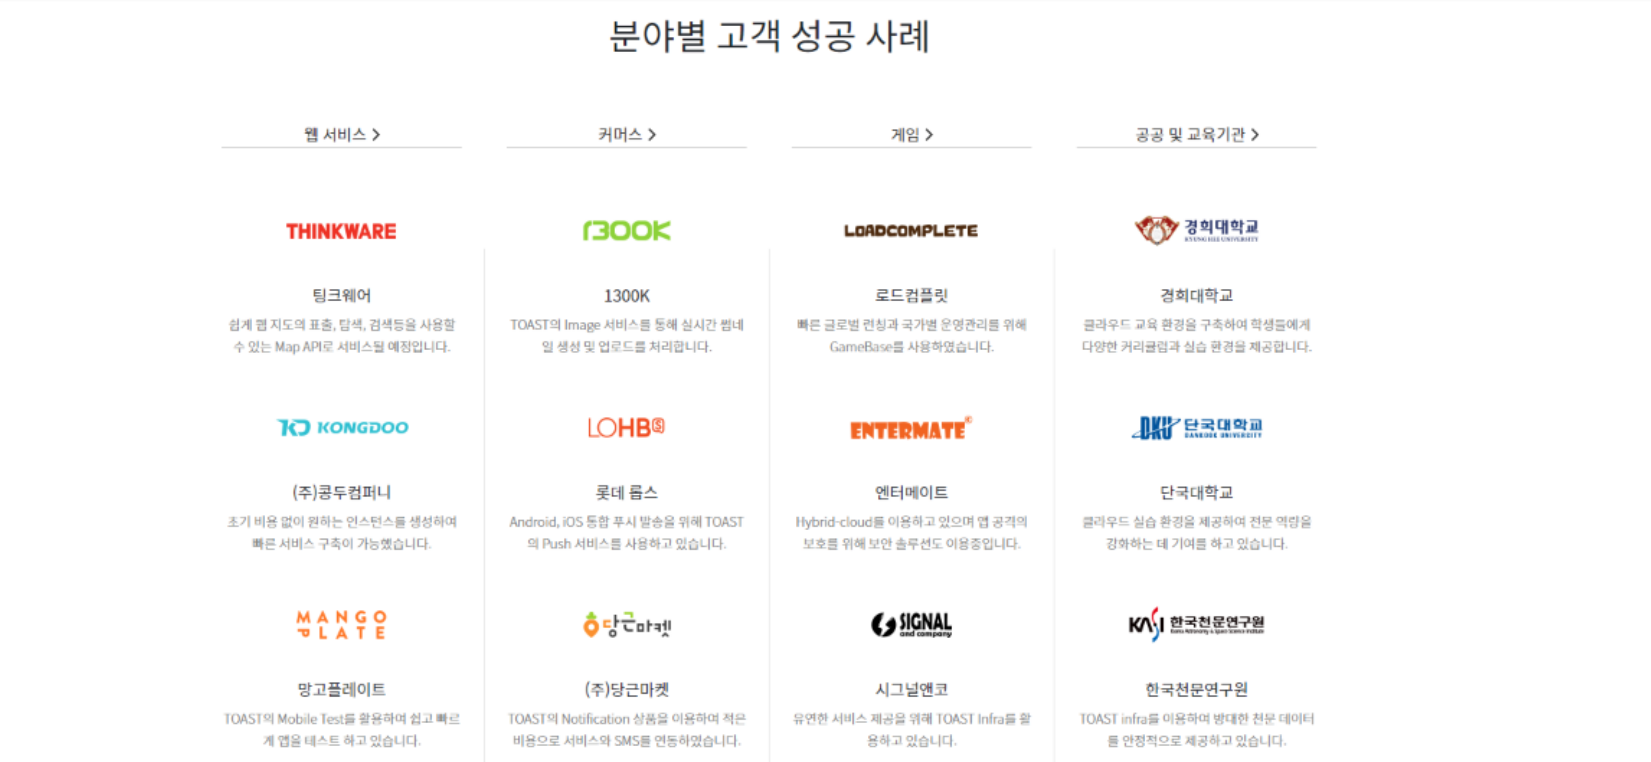 분야별 고객 성공 사례
웹 서비스 >
커머스 >
게임 >
공공 및 교육기관 >
THINKWARE
1300K
LOADCOMPLETE
경희대학교
KYUNG HEE UNIVERSITY
팅크웨어
1300K
로드컴플릿
경희대학교
쉽게 웹 지도의 표출, 탐색, 검색등을 사용할
수 있는 Map API로 서비스될 예정입니다.
TOAST의 Image 서비스를 통해 실시간 썸네
일 생성 및 업로드를 처리합니다.
빠른 글로벌 런칭과 국가별 운영관리를 위해
GameBase를 사용하였습니다.
클라우드 교육 환경을 구축하여 학생들에게
다양한 커리큘럼과 실습 환경을 제공합니다.
KONGDOO
LOHBS
ENTERMATE
DKU 단국대학교
DANKOOK UNIVERSITY
(주)콩두컴퍼니
롯데 롭스
엔터메이트
단국대학교
초기 비용 없이 원하는 인스턴스를 생성하여
빠른 서비스 구축이 가능했습니다.
Android, iOS 통합 푸시 발송을 위해 TOAST
의 Push 서비스를 사용하고 있습니다.
Hybrid-cloud를 이용하고 있으며 앱 공격의
보호를 위해 보안 솔루션도 이용중입니다.
클라우드 실습 환경을 제공하여 전문 역량을
강화하는 데 기여를 하고 있습니다.
MANGO
PLATE
당근마켓
SIGNAL
and company
KASI 한국천문연구원
Korea Astronomy & Space Science Institute
망고플레이트
(주)당근마켓
시그널앤코
한국천문연구원
TOAST의 Mobile Test를 활용하여 쉽고 빠르
게 앱을 테스트 하고 있습니다.
TOAST의 Notification 상품을 이용하여 적은
비용으로 서비스와 SMS를 연동하였습니다.
유연한 서비스 제공을 위해 TOAST Infra를 활
용하고 있습니다.
TOAST infra를 이용하여 방대한 천문 데이터
를 안정적으로 제공하고 있습니다.